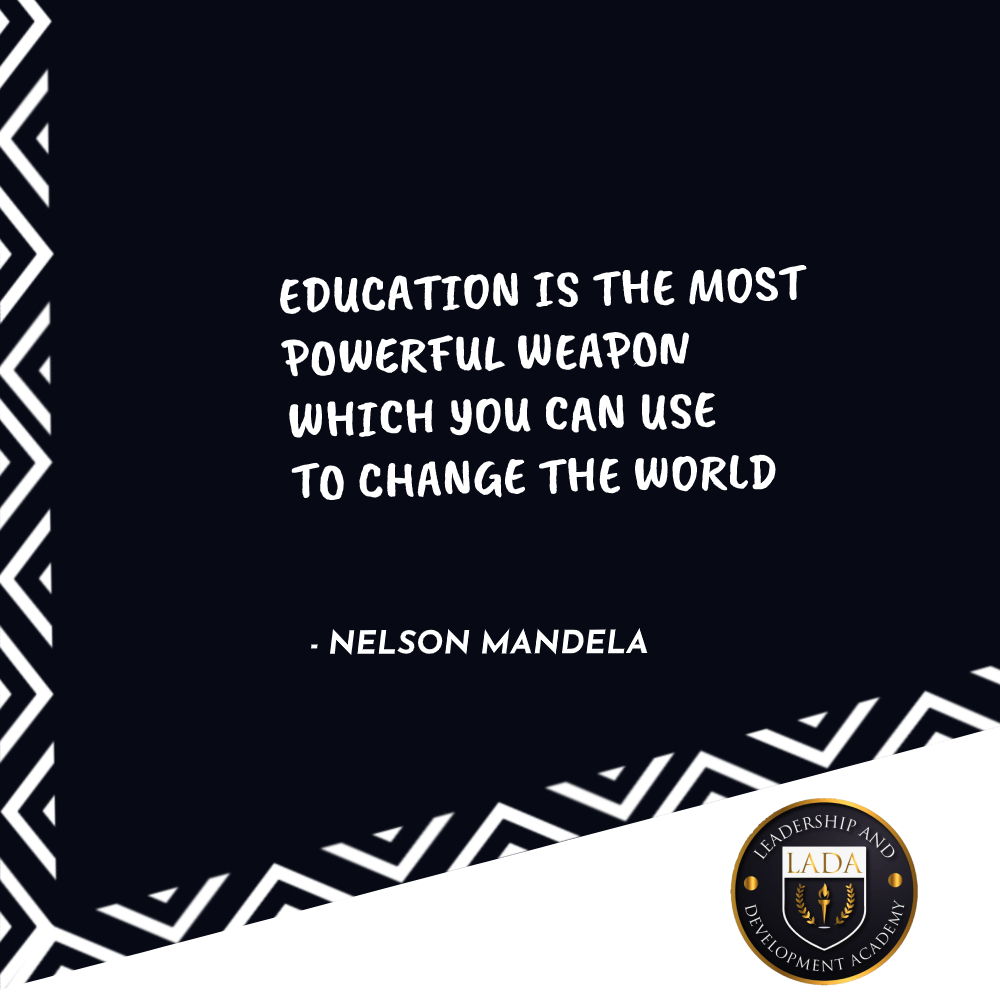 EDUCATION IS THE MOST
POWERFUL WEAPON
WHICH YOU CAN USE
TO CHANGE THE WORLD
- NELSON MANDELA
LEADERSHIP AND
LADA
DEVELOPMENT ACADEMY